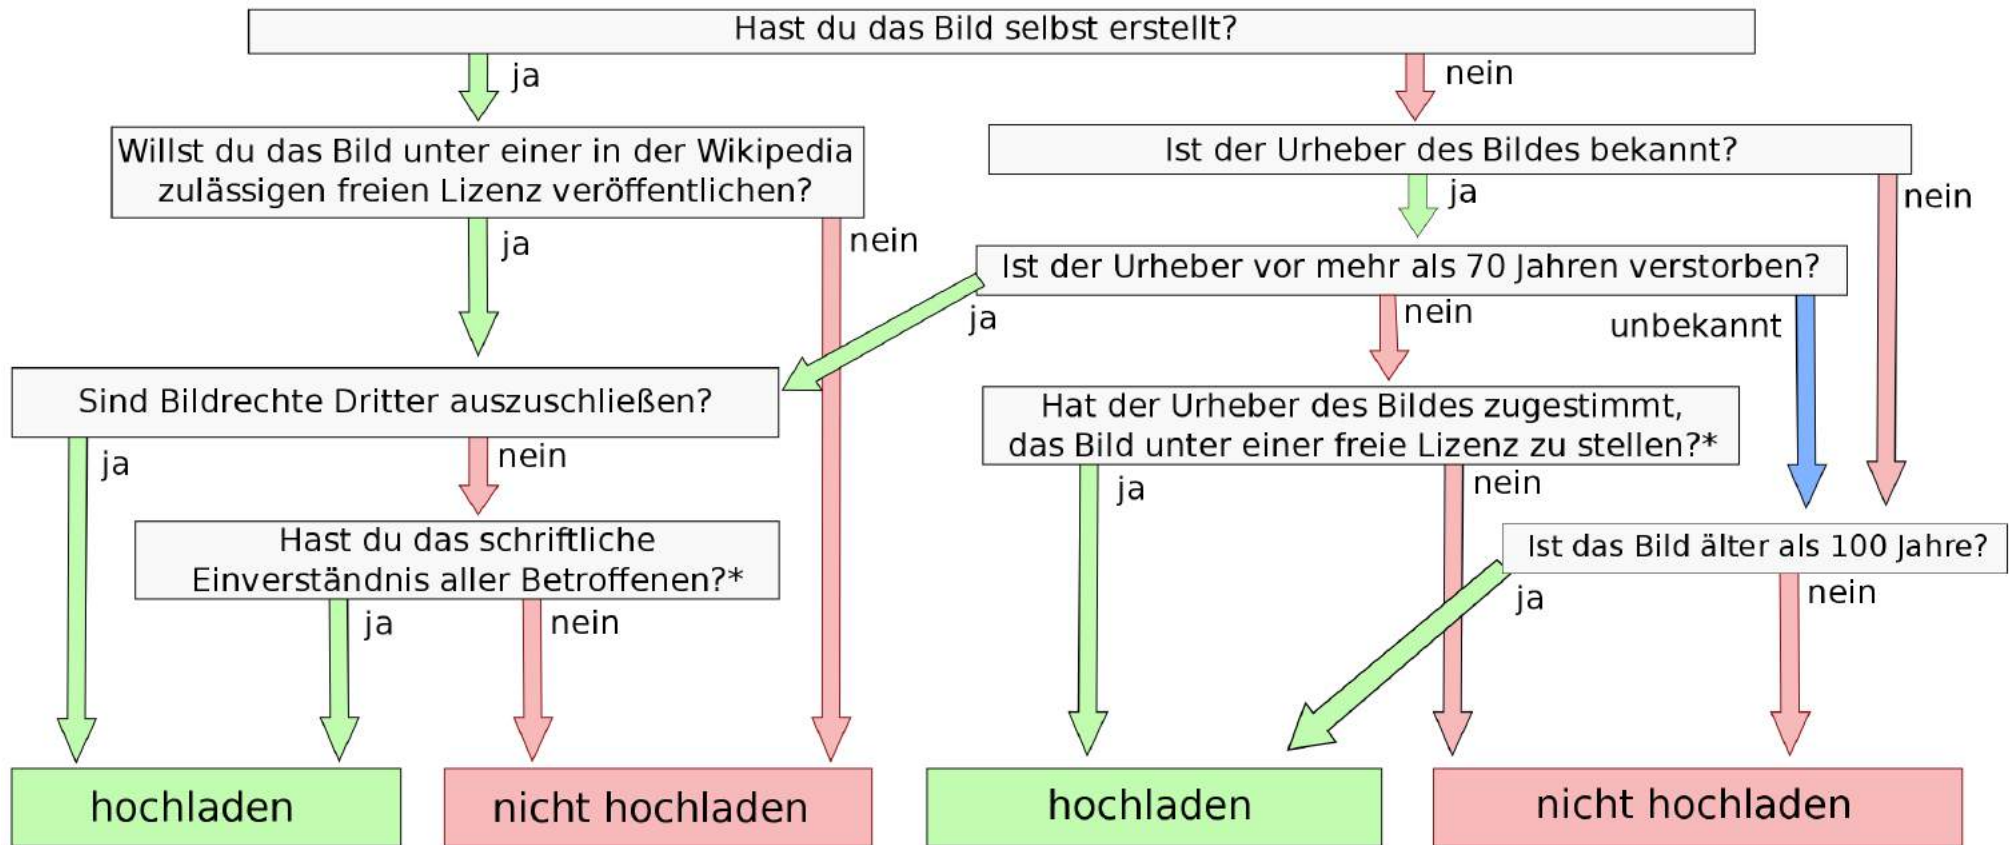 Hast du das Bild selbst erstellt?
ja
nein
Willst du das Bild unter einer in der Wikipedia
zulässigen freien Lizenz veröffentlichen?
Ist der Urheber des Bildes bekannt?
ja
nein
ja
nein
Ist der Urheber vor mehr als 70 Jahren verstorben?
ja
nein
unbekannt
Sind Bildrechte Dritter auszuschließen?
Hat der Urheber des Bildes zugestimmt,
das Bild unter einer freie Lizenz zu stellen?*
ja
nein
ja
nein
Hast du das schriftliche
Einverständnis aller Betroffenen?*
Ist das Bild älter als 100 Jahre?
ja
nein
ja
nein
hochladen
nicht hochladen
hochladen
nicht hochladen